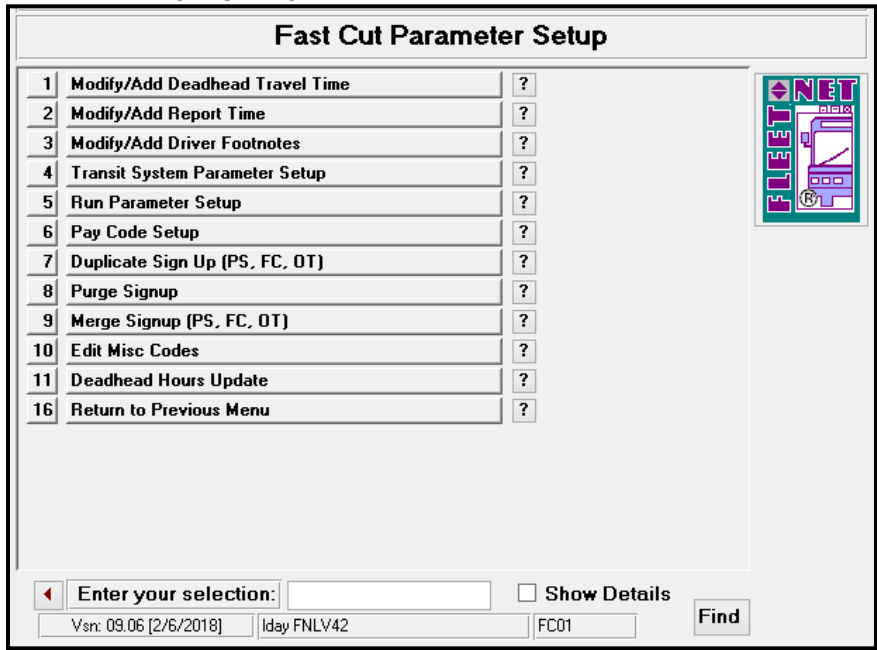 Fast Cut Parameter Setup
1 Modify/Add Deadhead Travel Time ?
2 Modify/Add Report Time ?
3 Modify/Add Driver Footnotes ?
4 Transit System Parameter Setup ?
5 Run Parameter Setup ?
6 Pay Code Setup ?
7 Duplicate Sign Up (PS, FC, OT) ?
8 Purge Signup ?
9 Merge Signup (PS, FC, OT) ?
10 Edit Misc Codes ?
11 Deadhead Hours Update ?
16 Return to Previous Menu ?
FLEET NET
®
Enter your selection: Show Details
Find
Vsn: 09.06 [2/6/2018] lday FNLV42 FC01